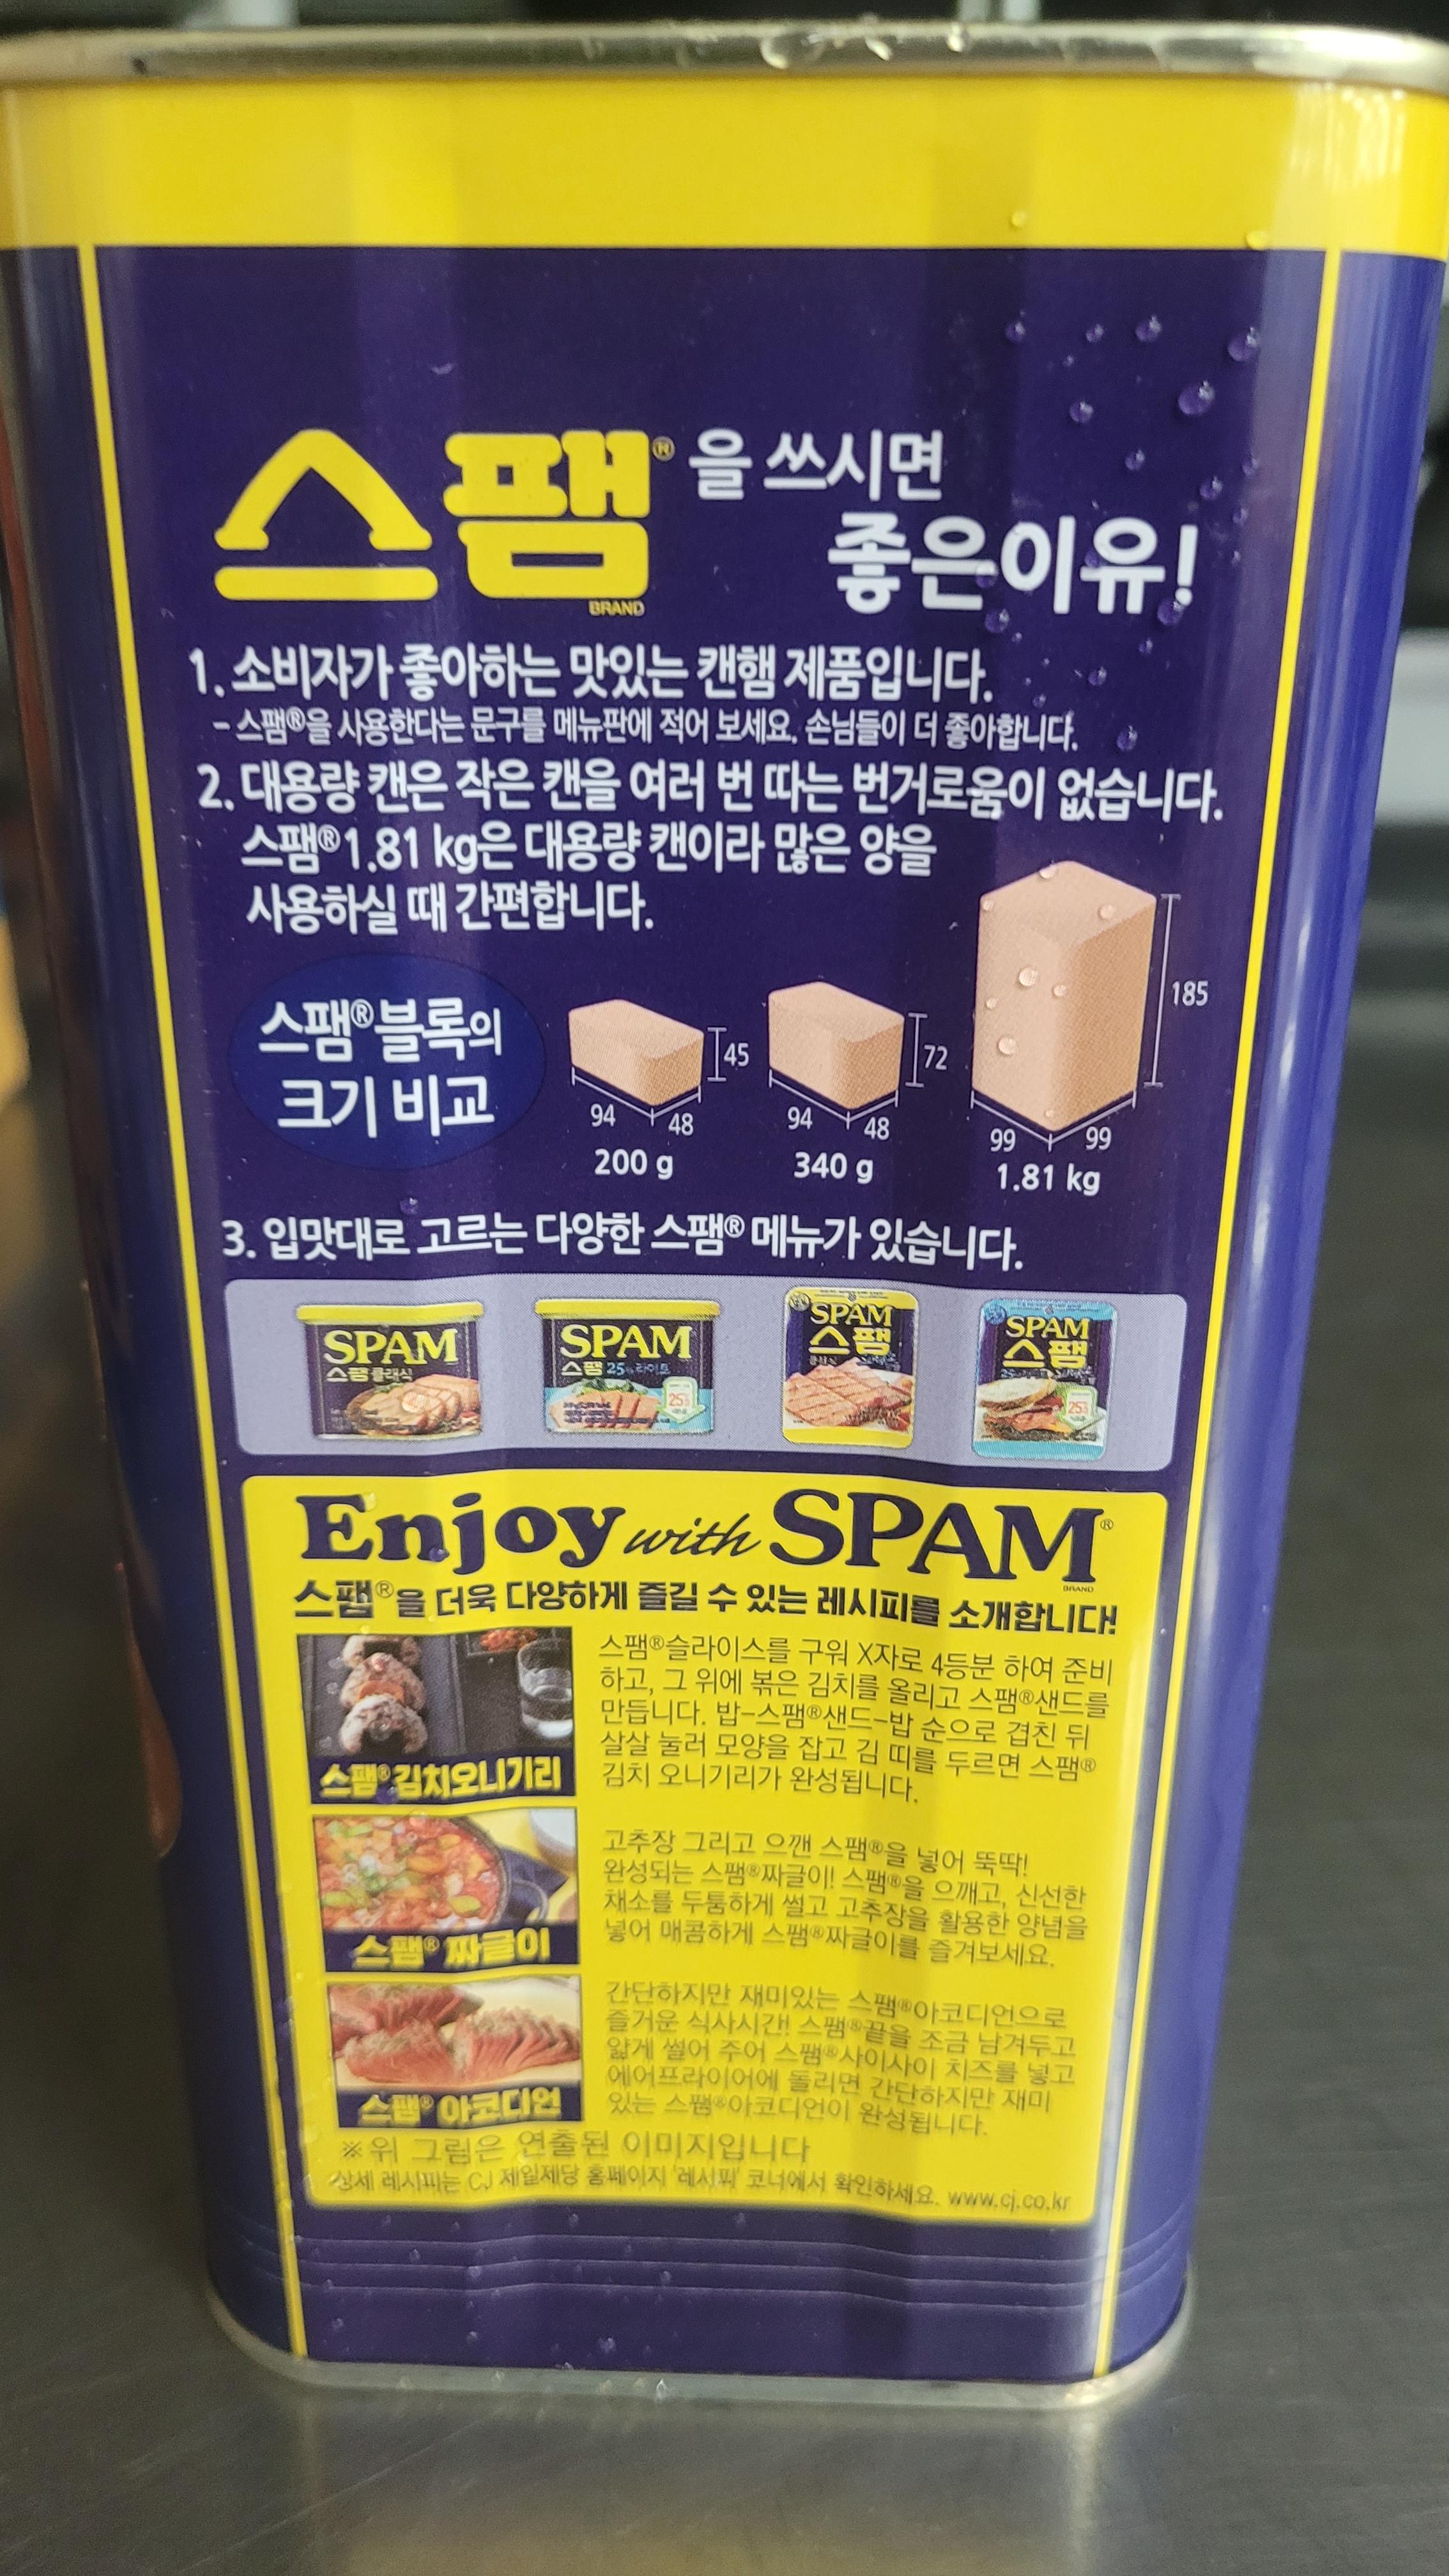 스팸® 을 쓰시면
BRAND
좋은이유!
1. 소비자가 좋아하는 맛있는 캔햄 제품입니다.
- 스팸®을 사용한다는 문구를 메뉴판에 적어 보세요. 손님들이 더 좋아합니다.
2. 대용량 캔은 작은 캔을 여러 번 따는 번거로움이 없습니다.
스팸®1.81 kg은 대용량 캔이라 많은 양을
사용하실 때 간편합니다.
스팸®블록의
크기 비교
45
94
48
200 g
72
94
48
340 g
185
99
99
1.81 kg
3. 입맛대로 고르는 다양한 스팸® 메뉴가 있습니다.
SPAM
스팸 클래식
SPAM
스팸 25% 라이트
25%
SPAM
스팸
클래식
SPAM
스팸
25%
Enjoy with SPAM®
BRAND
스팸®을 더욱 다양하게 즐길 수 있는 레시피를 소개합니다!
스팸®김치오니기리
스팸®슬라이스를 구워 X자로 4등분 하여 준비
하고, 그 위에 볶은 김치를 올리고 스팸®샌드를
만듭니다. 밥-스팸®샌드-밥 순으로 겹친 뒤
살살 눌러 모양을 잡고 김 띠를 두르면 스팸®
김치 오니기리가 완성됩니다.
스팸® 짜글이
고추장 그리고 으깬 스팸®을 넣어 뚝딱!
완성되는 스팸®짜글이! 스팸®을 으깨고, 신선한
채소를 두툼하게 썰고 고추장을 활용한 양념을
넣어 매콤하게 스팸®짜글이를 즐겨보세요.
스팸® 아코디언
간단하지만 재미있는 스팸®아코디언으로
즐거운 식사시간! 스팸®끝을 조금 남겨두고
얇게 썰어 주어 스팸®사이사이 치즈를 넣고
에어프라이어에 돌리면 간단하지만 재미
있는 스팸®아코디언이 완성됩니다.
※위 그림은 연출된 이미지입니다
상세 레시피는 CJ 제일제당 홈페이지 '레시피' 코너에서 확인하세요. www.cj.co.kr